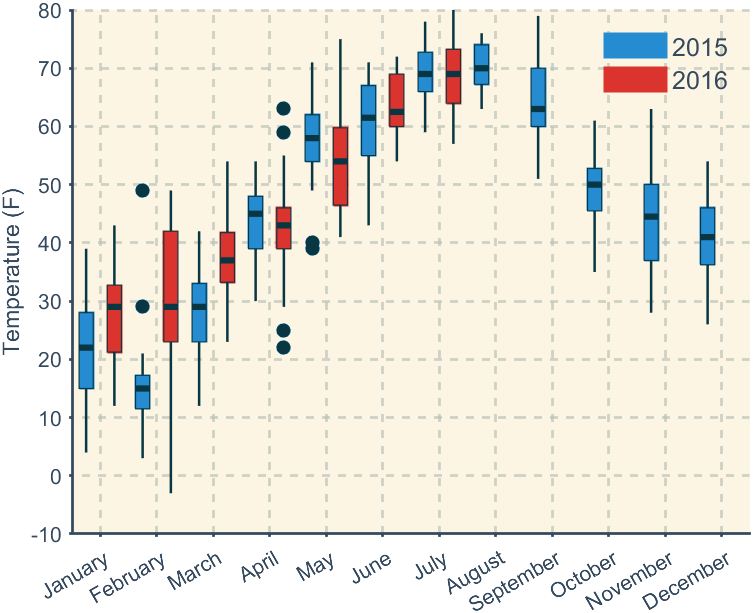 80
70
60
50
40
30
20
10
0
-10
Temperature (F)
2015
2016
January
February
March
April
May
June
July
August
September
October
November
December